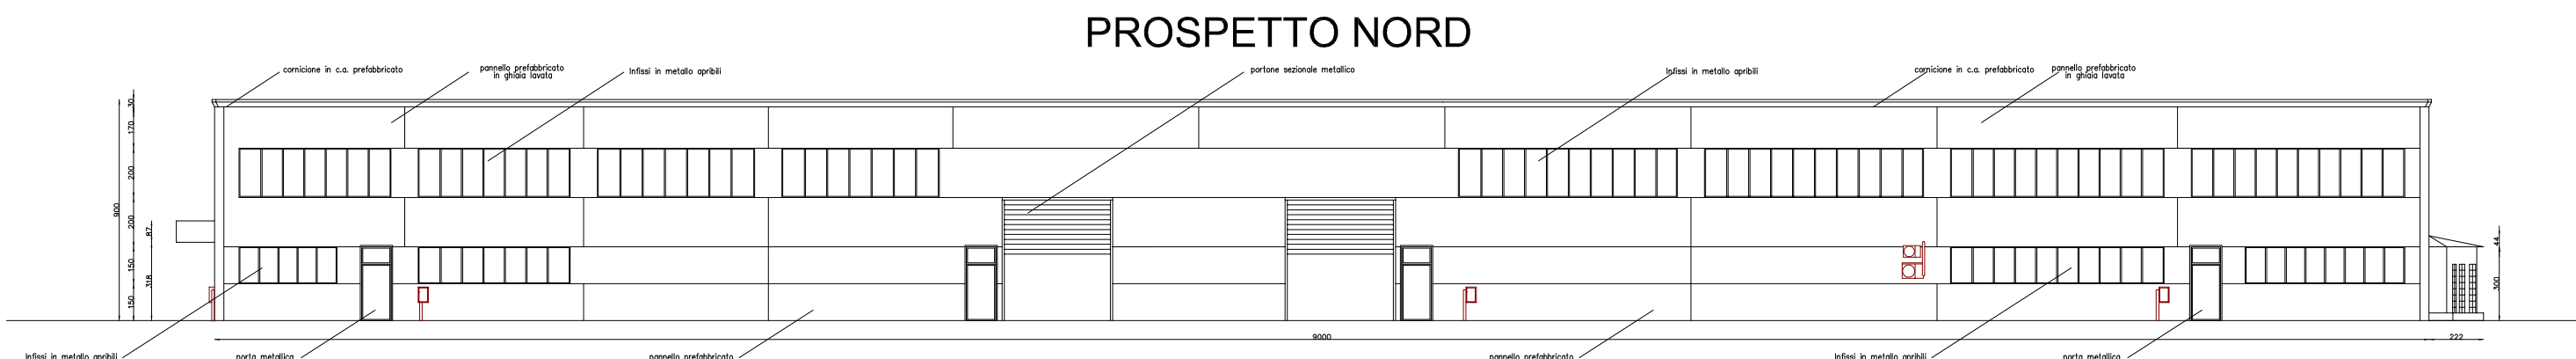 PROSPETTO NORD
cornicione in c.a. prefabbricato
pannello prefabbricato
in ghiaia lavata
Infissi in metallo apribili
portone sezionale metallico
Infissi in metallo apribili
cornicione in c.a. prefabbricato
pannello prefabbricato
in ghiaia lavata
30
170
200
900
200
87
150
318
150
44
300
9000
222
Infissi in metallo apribili
porta metallica
pannello prefabbricato
pannello prefabbricato
Infissi in metallo apribili
porta metallica